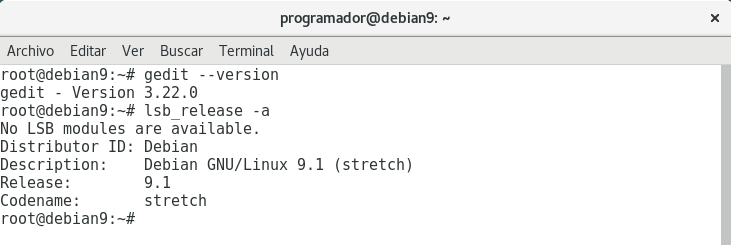 programador@debian9: ~
Archivo Editar Ver Buscar Terminal Ayuda
root@debian9:~# gedit --version
gedit - Version 3.22.0
root@debian9:~# lsb_release -a
No LSB modules are available.
Distributor ID: Debian
Description:    Debian GNU/Linux 9.1 (stretch)
Release:        9.1
Codename:       stretch
root@debian9:~#